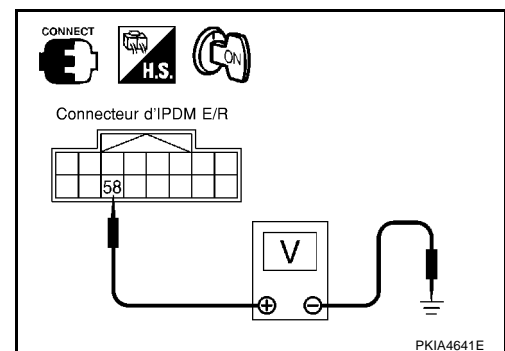 CONNECT
H.S.
ON
Connecteur d'IPDM E/R
58
V
PKIA4641E